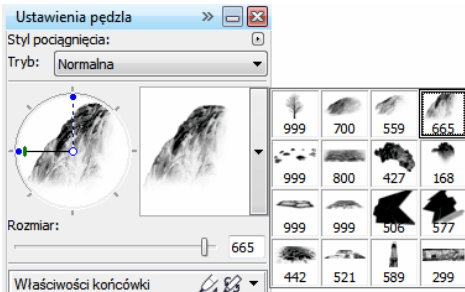 Ustawienia pędzla
Styl pociągnięcia:
Tryb: Normalna
999 700 559 665
999 800 427 168
999 999 506 577
Rozmiar:
665
442 521 589 299
Właściwości końcówki